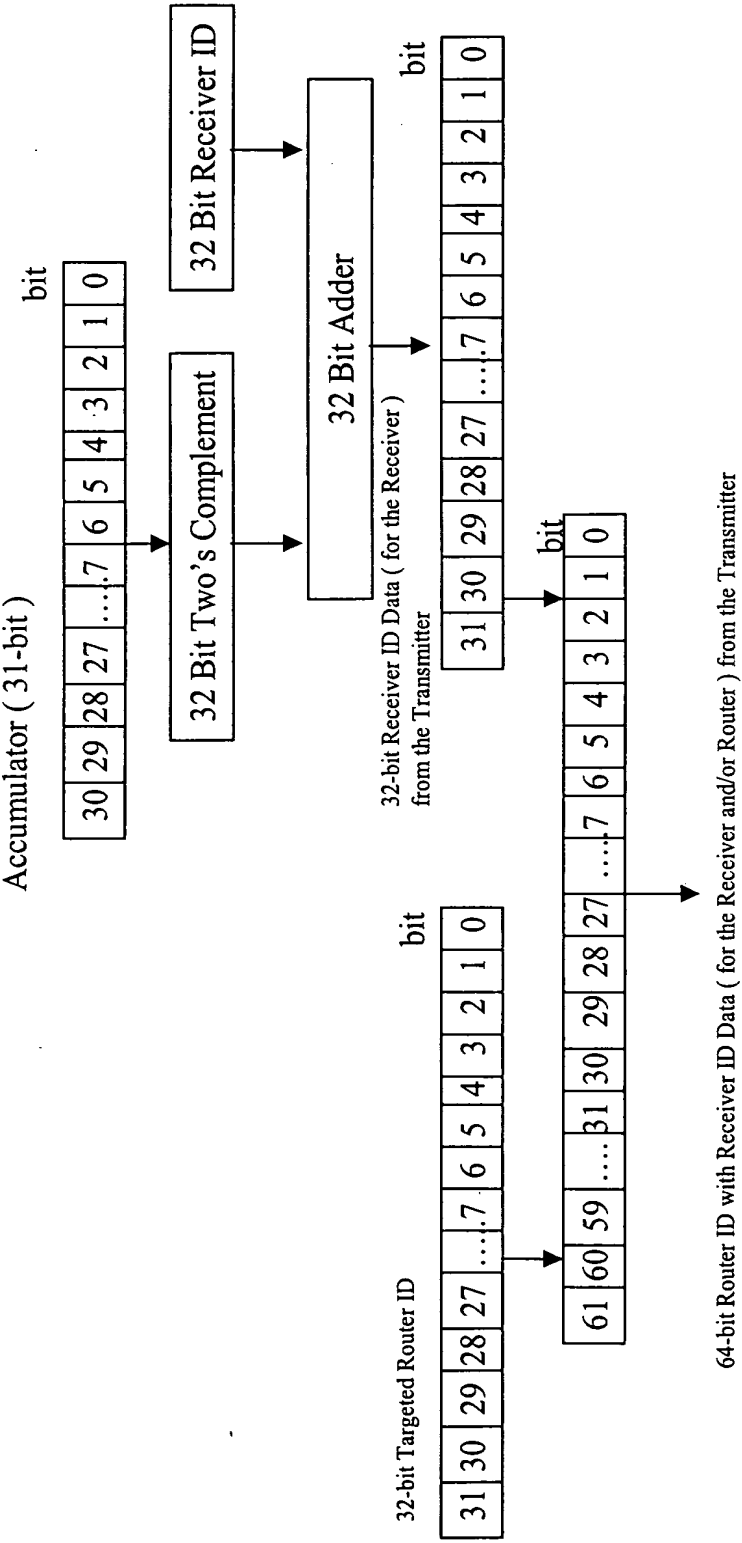 Accumulator ( 31-bit )
bit
30 29 28 27 .....7 6 5 4 3 2 1 0
32 Bit Two's Complement
32 Bit Receiver ID
32 Bit Adder
32-bit Receiver ID Data ( for the Receiver )
from the Transmitter
bit
31 30 29 28 27 .....7 6 5 4 3 2 1 0
32-bit Targeted Router ID
bit
31 30 29 28 27 .....7 6 5 4 3 2 1 0
bit
61 60 59 .... 31 30 29 28 27 .....7 6 5 4 3 2 1 0
64-bit Router ID with Receiver ID Data ( for the Receiver and/or Router ) from the Transmitter